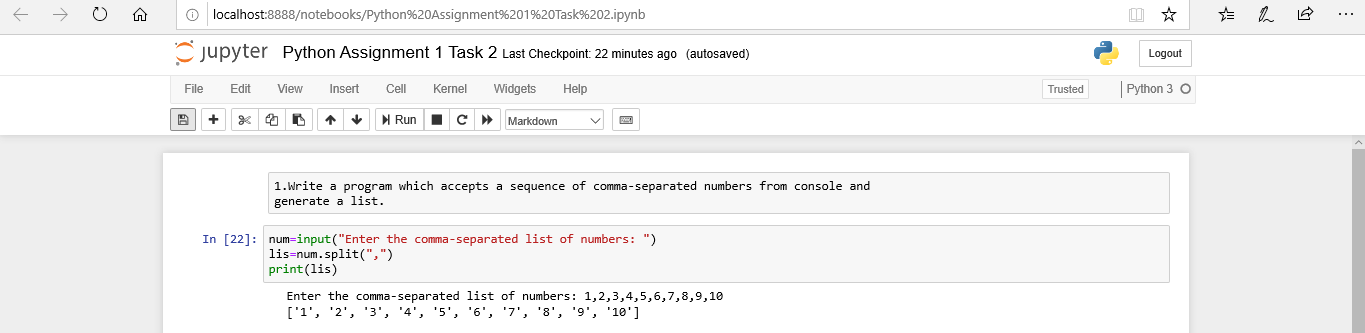 localhost:8888/notebooks/Python%20Assignment%201%20Task%202.ipynb
jupyter Python Assignment 1 Task 2 Last Checkpoint: 22 minutes ago (autosaved)
Logout
File Edit View Insert Cell Kernel Widgets Help
Trusted Python 3
Run Markdown
1.Write a program which accepts a sequence of comma-separated numbers from console and
generate a list.
In [22]: num=input("Enter the comma-separated list of numbers: ")
lis=num.split(",")
print(lis)
Enter the comma-separated list of numbers: 1,2,3,4,5,6,7,8,9,10
['1', '2', '3', '4', '5', '6', '7', '8', '9', '10']